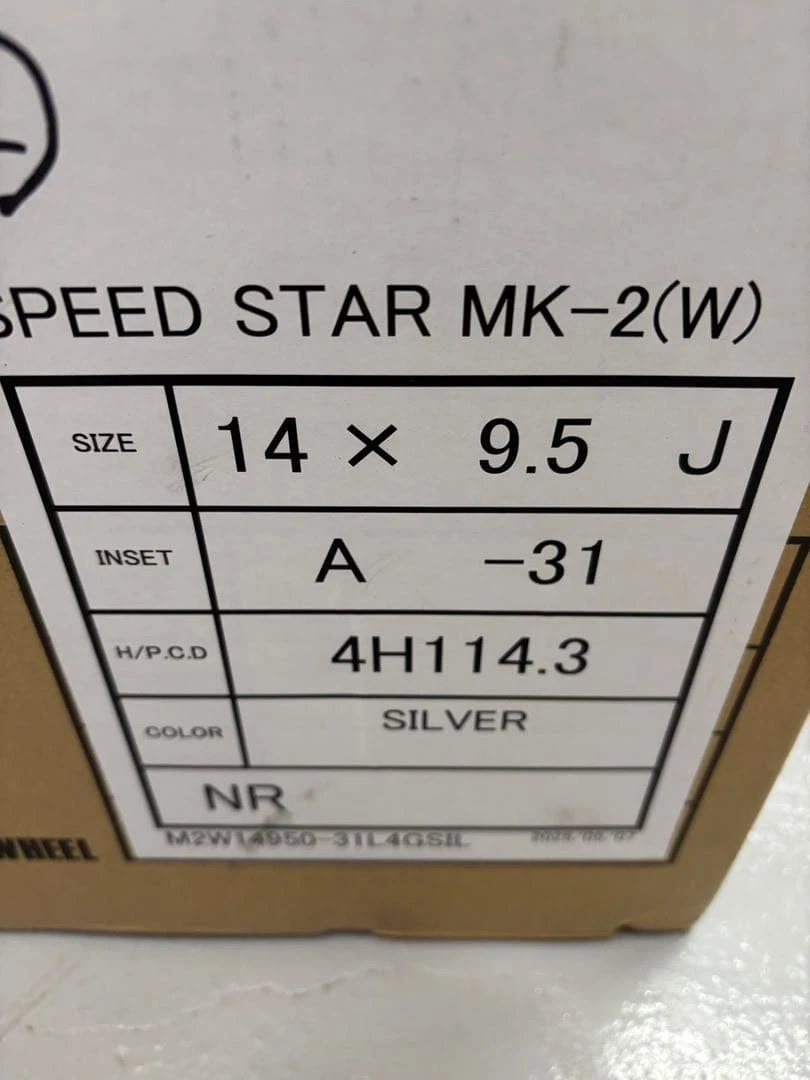 SPEED STAR MK-2(W)
SIZE 14 × 9.5 J
INSET A -31
H/P.C.D 4H114.3
COLOR SILVER
NR
M2W14950-31L4GSIL
WHEEL